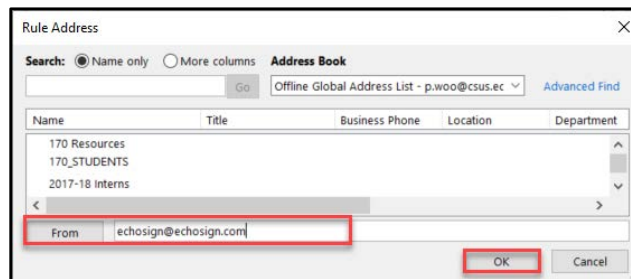 Rule Address
Search: Name only More columns Address Book
Go Offline Global Address List - p.woo@csus.ec Advanced Find
Name Title Business Phone Location Department
170 Resources
170_STUDENTS
2017-18 Interns
From echosign@echosign.com
OK Cancel